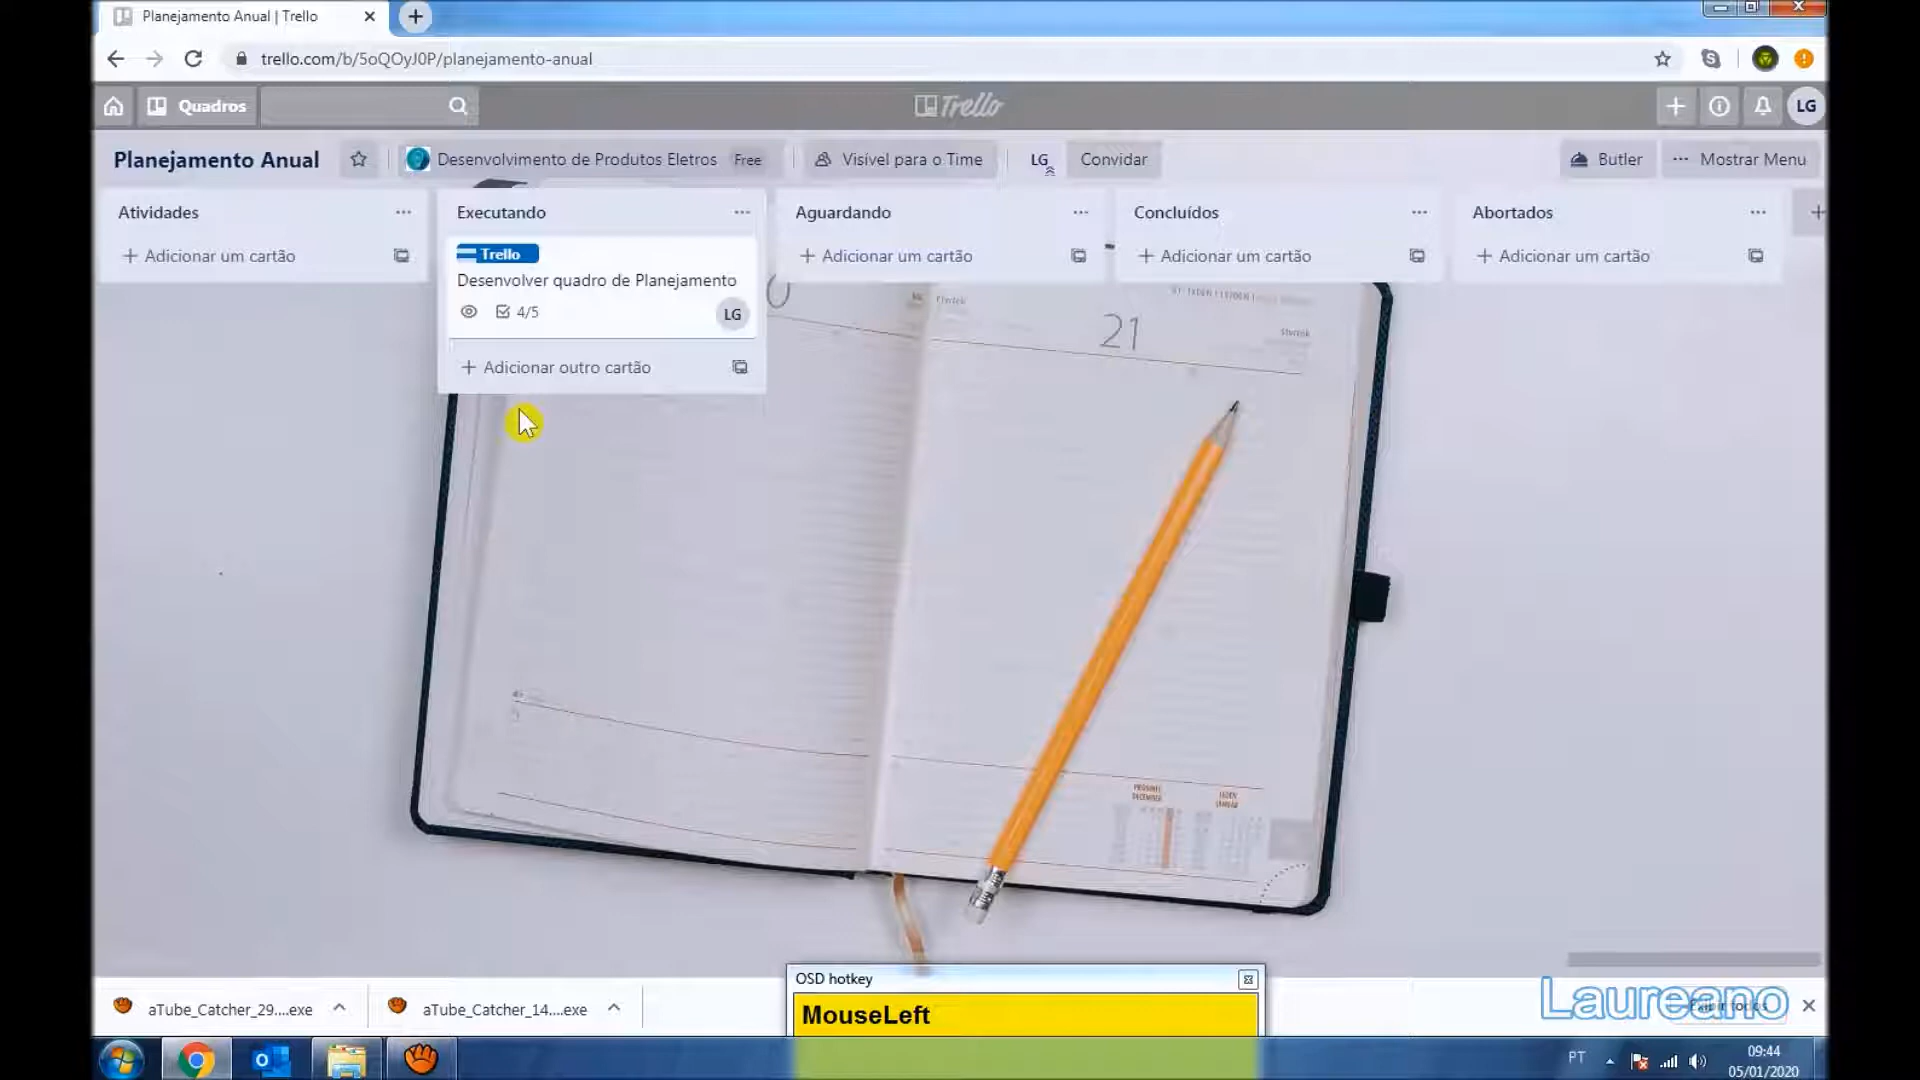 Planejamento Anual | Trello
trello.com/b/5oQOyJ0P/planejamento-anual
Quadros
Trello
LG
Planejamento Anual
Desenvolvimento de Produtos Eletros
Free
Visível para o Time
LG
Convidar
Butler
Mostrar Menu
Atividades
Executando
Aguardando
Concluídos
Abortados
Adicionar um cartão
Trello
Desenvolver quadro de Planejamento
4/5
LG
Adicionar outro cartão
Adicionar um cartão
Adicionar um cartão
Adicionar um cartão
21
OSD hotkey
MouseLeft
aTube_Catcher_29....exe
aTube_Catcher_14....exe
Laureano
PT
09:44
05/01/2020